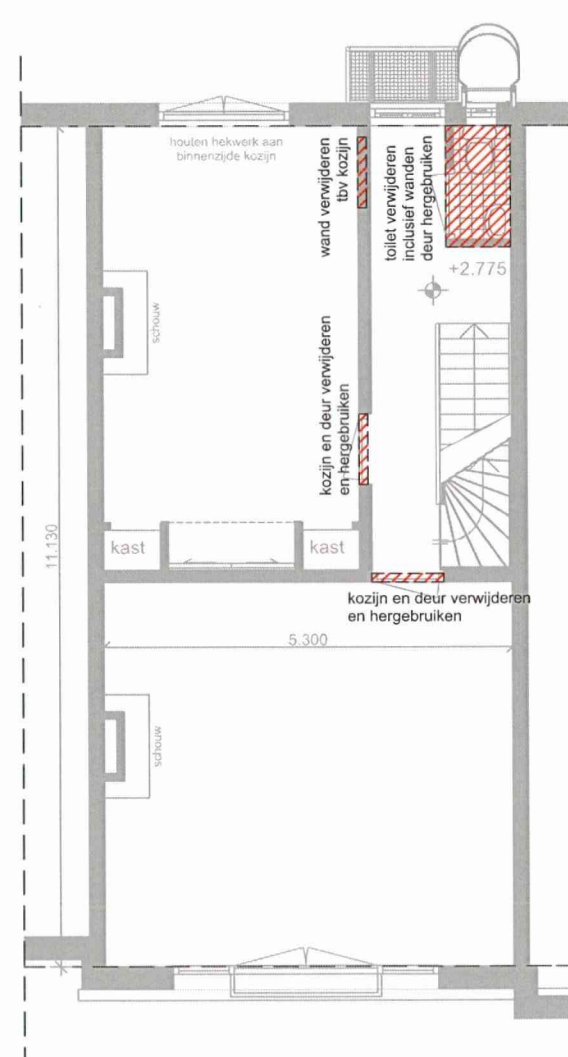 houten hekwerk aan
binnenzijde kozijn
wand verwijderen
tbv kozijn
toilet verwijderen
inclusief wanden
deur hergebruiken
+2.775
schouw
kozijn en deur verwijderen
en hergebruiken
11.130
kast
kast
kozijn en deur verwijderen
en hergebruiken
5.300
schouw